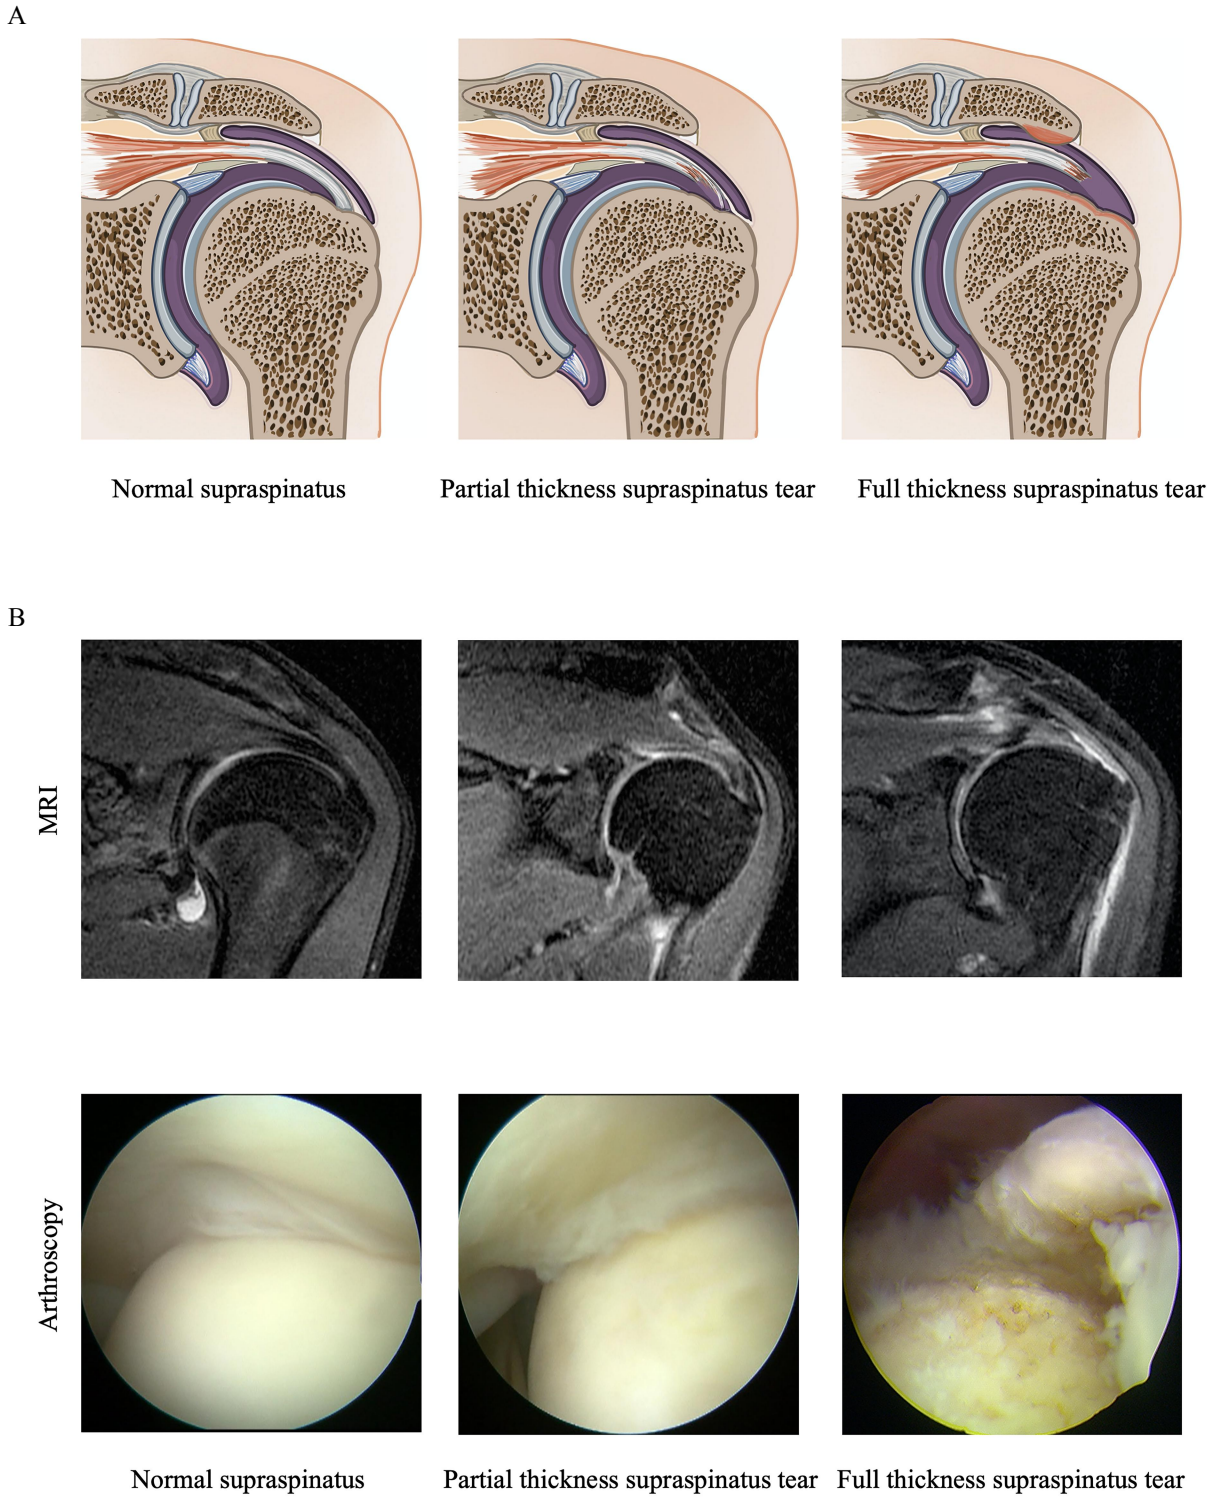 A
Normal supraspinatus
Partial thickness supraspinatus tear
Full thickness supraspinatus tear
B
MRI
Arthroscopy
Normal supraspinatus
Partial thickness supraspinatus tear
Full thickness supraspinatus tear